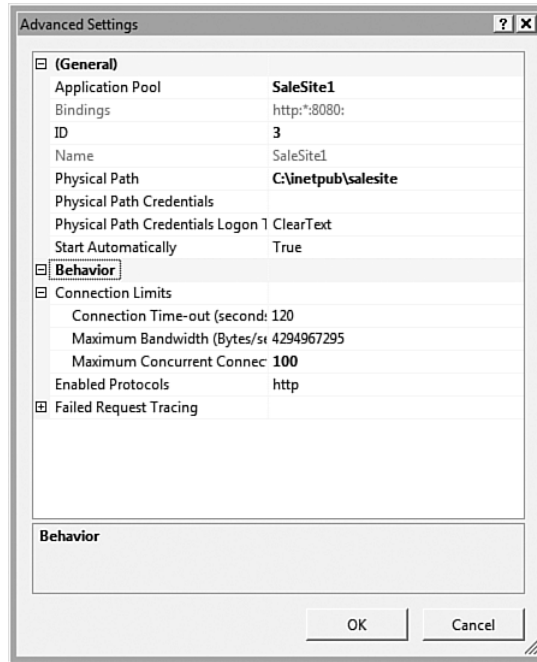 Advanced Settings
(General)
Application Pool SaleSite1
Bindings http:*:8080:
ID 3
Name SaleSite1
Physical Path C:\inetpub\salesite
Physical Path Credentials
Physical Path Credentials Logon T ClearText
Start Automatically True
Behavior
Connection Limits
Connection Time-out (seconds 120
Maximum Bandwidth (Bytes/se 4294967295
Maximum Concurrent Connec 100
Enabled Protocols http
Failed Request Tracing
Behavior
OK Cancel